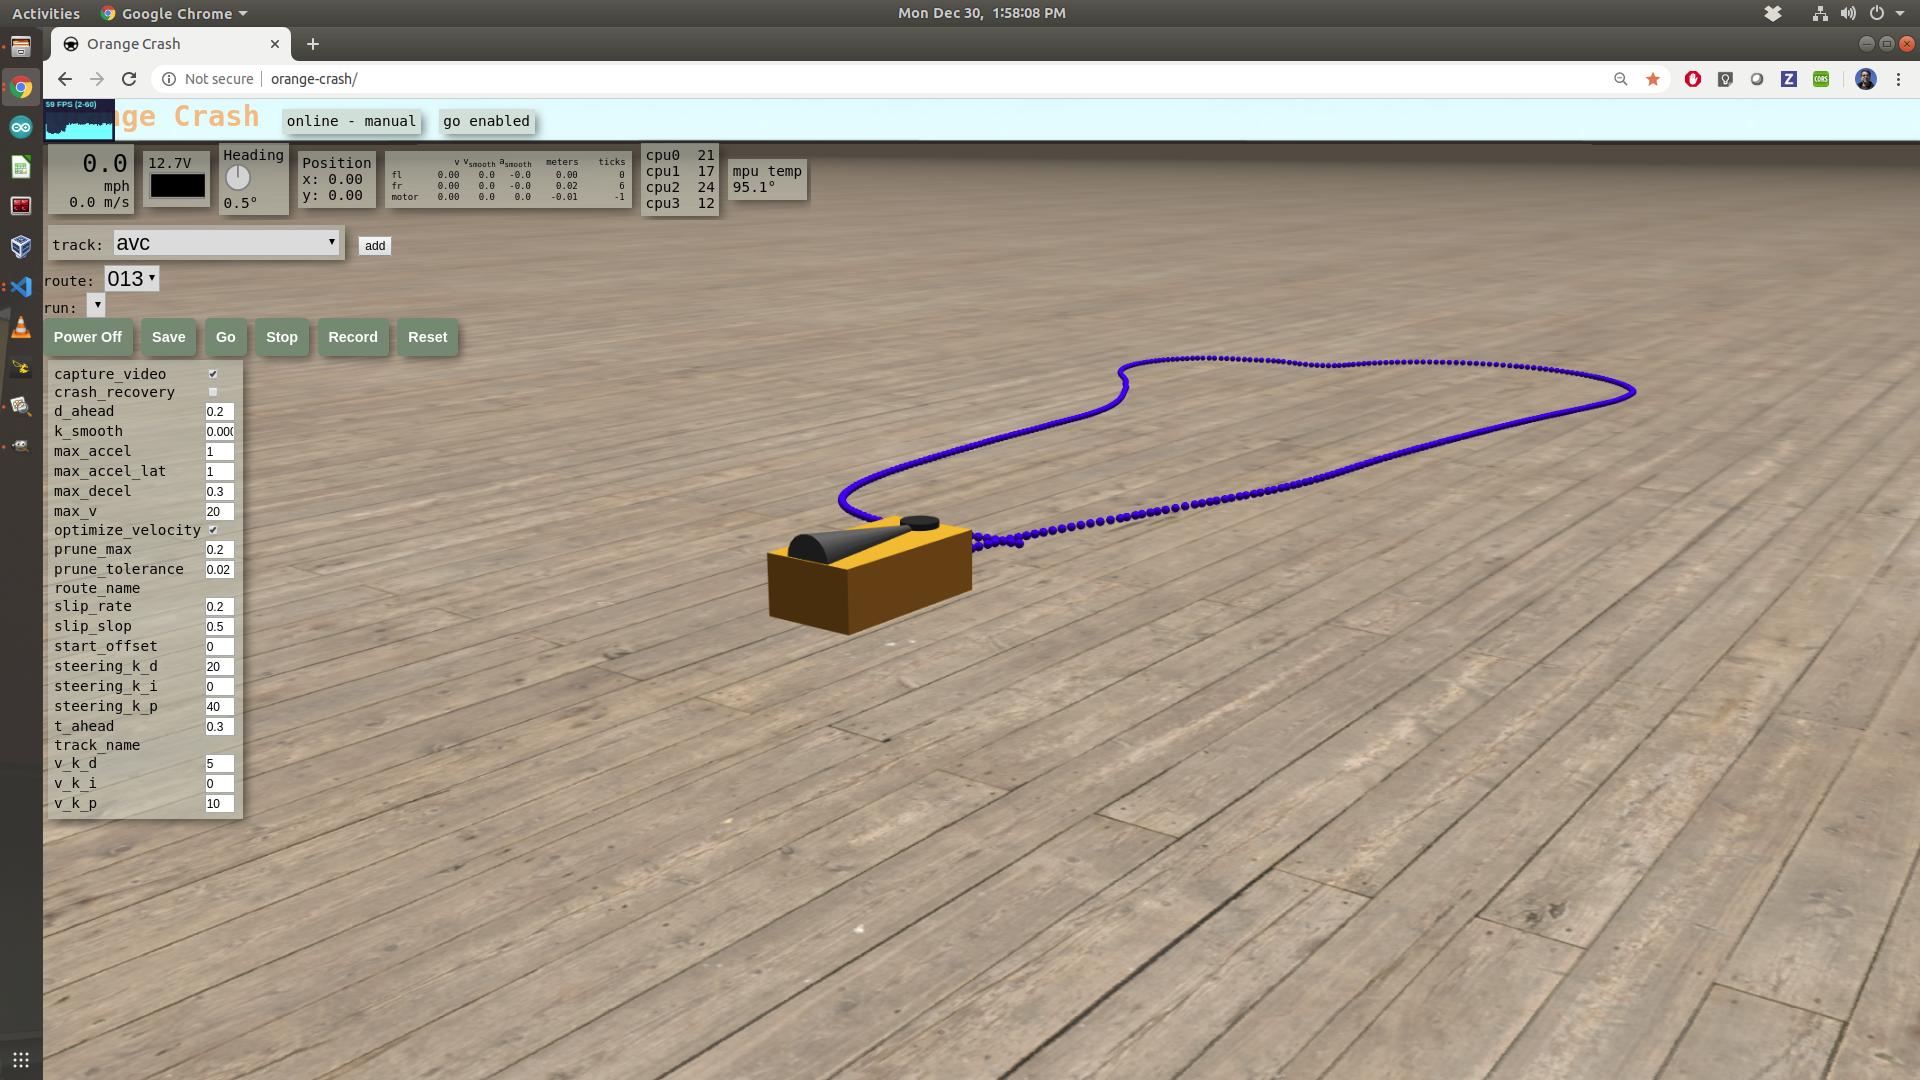 Activities
Google Chrome
Mon Dec 30, 1:58:08 PM
Orange Crash
Not secure
orange-crash/
CORS
59 FPS (2-60)
nge Crash
online - manual
go enabled
0.0
mph
0.0 m/s
12.7V
Heading
0.5°
Position
x: 0.00
y: 0.00
v vsmooth asmooth meters ticks
fl 0.00 0.0 -0.0 0.00 0
fr 0.00 0.0 -0.0 0.02 6
motor 0.00 0.0 0.0 -0.01 -1
cpu0 21
cpu1 17
cpu2 24
cpu3 12
mpu temp
95.1°
track: avc
add
route: 013
run:
Power Off
Save
Go
Stop
Record
Reset
capture_video
crash_recovery
d_ahead 0.2
k_smooth 0.000
max_accel 1
max_accel_lat 1
max_decel 0.3
max_v 20
optimize_velocity
prune_max 0.2
prune_tolerance 0.02
route_name
slip_rate 0.2
slip_slop 0.5
start_offset 0
steering_k_d 20
steering_k_i 0
steering_k_p 40
t_ahead 0.3
track_name
v_k_d 5
v_k_i 0
v_k_p 10